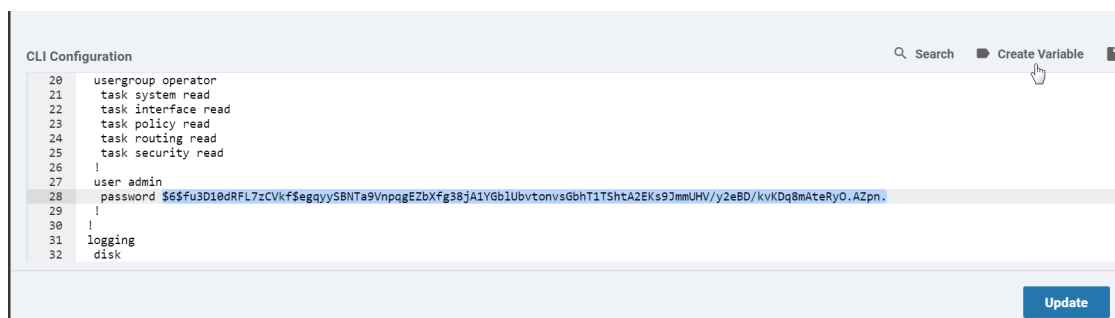 CLI Configuration
Search Create Variable
20 usergroup operator
21 task system read
22 task interface read
23 task policy read
24 task routing read
25 task security read
26 !
27 user admin
28 password $6$fu3D10dRFL7zCVkf$egqyySBNTa9VnpqgEZbXfg38jA1YGblUbvtonvsGbhT1TShtA2EKs9JmmUHV/y2eBD/kvKDq8mAteRyO.AZpn.
29 !
30 !
31 logging
32 disk
Update